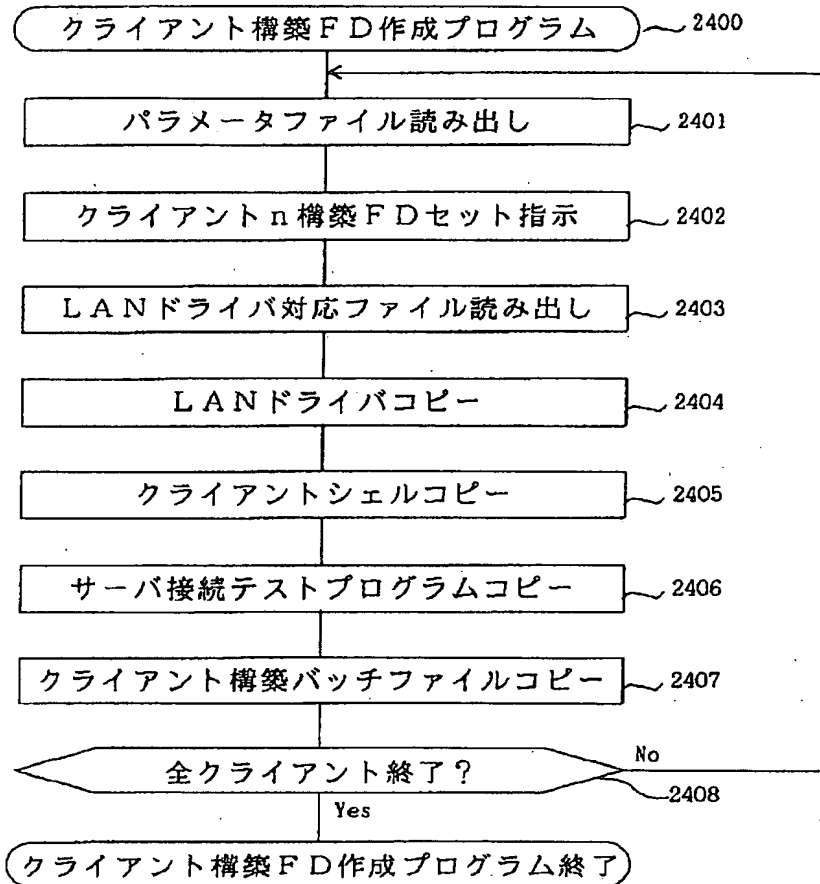 クライアント構築FD作成プログラム 2400
パラメータファイル読み出し 2401
クライアントn構築FDセット指示 2402
LANドライバ対応ファイル読み出し 2403
LANドライバコピー 2404
クライアントシェルコピー 2405
サーバ接続テストプログラムコピー 2406
クライアント構築バッチファイルコピー 2407
全クライアント終了? No
2408
Yes
クライアント構築FD作成プログラム終了